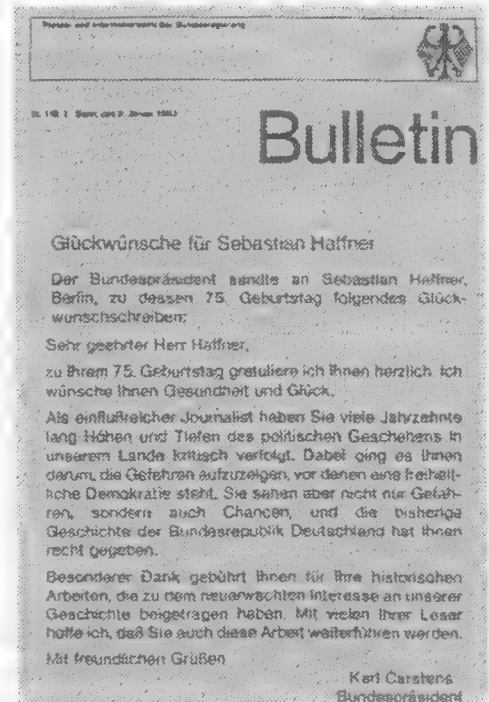 Presse- und Informationsamt der Bundesregierung
Bulletin
Glückwünsche für Sebastian Haffner
Der Bundespräsident sandte an Sebastian Haffner,
Berlin, zu dessen 75. Geburtstag folgendes Glück-
wunschschreiben:
Sehr geehrter Herr Haffner,
zu Ihrem 75. Geburtstag gratuliere ich Ihnen herzlich. Ich
wünsche Ihnen Gesundheit und Glück.
Als einflußreicher Journalist haben Sie viele Jahrzehnte
lang Höhen und Tiefen des politischen Geschehens in
unserem Lande kritisch verfolgt. Dabei ging es Ihnen
darum, die Gefahren aufzuzeigen, vor denen eine freiheit-
liche Demokratie steht. Sie sahen aber nicht nur Gefah-
ren, sondern auch Chancen, und die bisherige
Geschichte der Bundesrepublik Deutschland hat Ihnen
recht gegeben.
Besonderer Dank gebührt Ihnen für Ihre historischen
Arbeiten, die zu dem neuerwachten Interesse an unserer
Geschichte beigetragen haben. Mit vielen Ihrer Leser
hoffe ich, daß Sie auch diese Arbeit weiterführen werden.
Mit freundlichen Grüßen
Karl Carstens
Bundespräsident